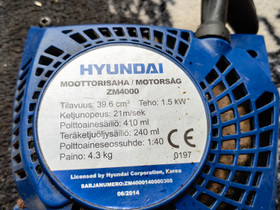 HYUNDAI
MOOTTORISAHA / MOTORSÅG
ZM4000
Tilavuus: 39.6 cm³ Teho: 1.5 kW
Ketjunopeus: 21m/sek
Polttoainesäiliö: 410 ml
Teräketjuöljysäiliö: 240 ml
Polttoaineseossuhde: 1:40
Paino: 4.3 kg
CE
0197
Licensed by Hyundai Corporation, Korea
SARJANUMERO:ZM4000140000308
06/2014